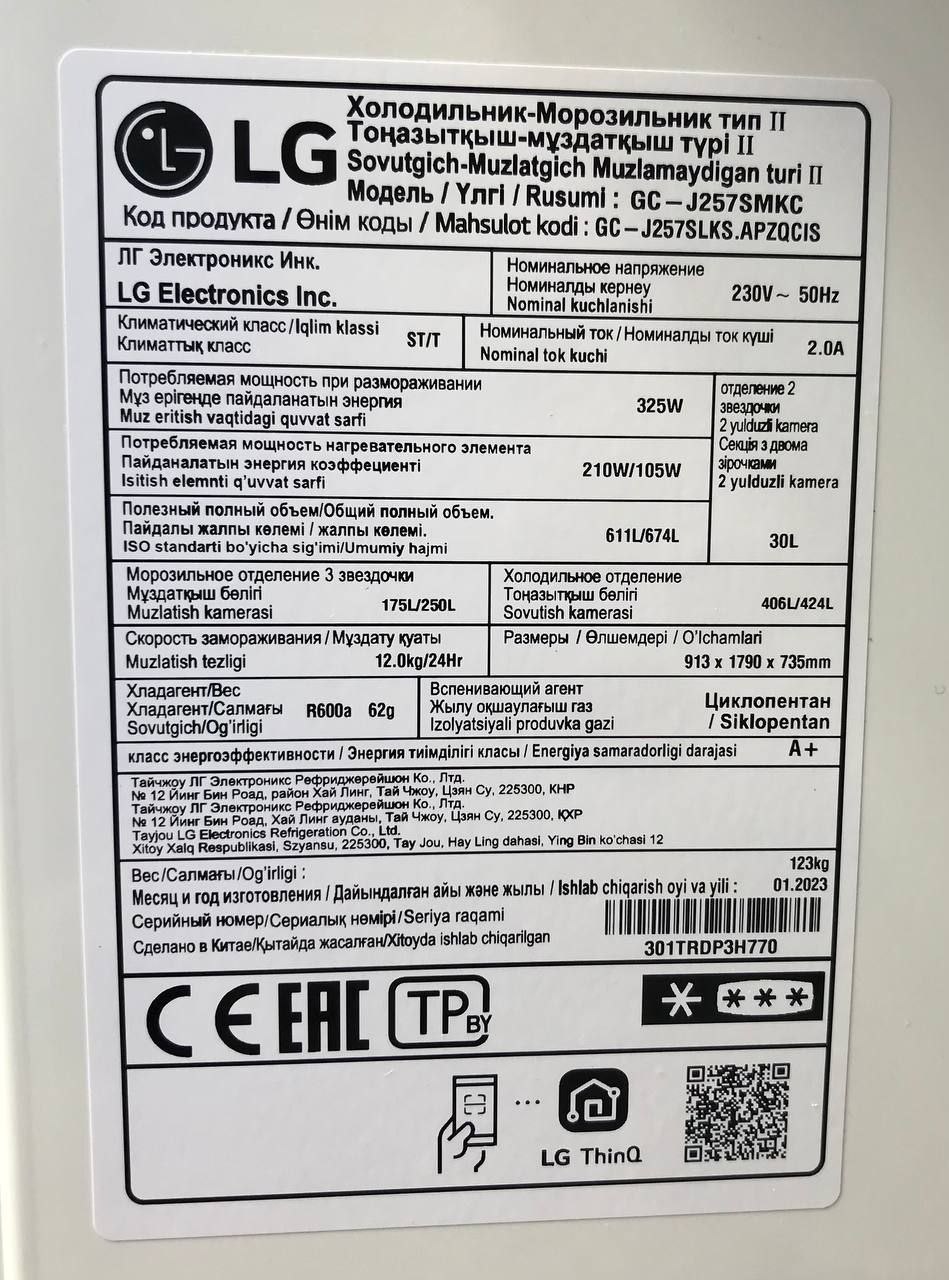 LG
Холодильник-Морозильник тип II
Тоңазытқыш-мұздатқыш түрі II
Sovutgich-Muzlatgich Muzlamaydigan turi II
Модель / Үлгі / Rusumi : GC-J257SMKC
Код продукта / Өнім коды / Mahsulot kodi : GC-J257SLKS.APZQCIS
ЛГ Электроникс Инк.
LG Electronics Inc.
Номинальное напряжение
Номиналды кернеу
Nominal kuchlanishi
230V~ 50Hz
Климатический класс/Iqlim klassi
Климаттық класс
ST/T
Номинальный ток / Номиналды ток күші
Nominal tok kuchi
2.0A
Потребляемая мощность при размораживании
Мұз ерігенде пайдаланатын энергия
Muz eritish vaqtidagi quvvat sarfi
325W
Потребляемая мощность нагревательного элемента
Пайданалатын энергия коэффециенті
Isitish elemnti q'uvvat sarfi
210W/105W
отделение 2
звездочки
2 yulduzli kamera
Секція з двома
зірочками
2 yulduzli kamera
30L
Полезный полный объем/Общий полный объем.
Пайдалы жалпы көлемі / жалпы көлемі.
ISO standarti bo'yicha sig'imi/Umumiy hajmi
611L/674L
Морозильное отделение 3 звездочки
Мұздатқыш бөлігі
Muzlatish kamerasi
175L/250L
Холодильное отделение
Тоңазытқыш бөлігі
Sovutish kamerasi
406L/424L
Скорость замораживания / Мұздату қуаты
Muzlatish tezligi
12.0kg/24Hr
Размеры / Өлшемдері / O'lchamlari
913 x 1790 x 735mm
Хладагент/Вес
Хладагент/Салмағы
Sovutgich/Og'irligi
R600a 62g
Вспенивающий агент
Жылу оқшаулағыш газ
Izolyatsiyali produvka gazi
Циклопентан
/ Siklopentan
класс энергоэффективности / Энергия тиімділігі класы / Energiya samaradorligi darajasi A+
Тайчжоу ЛГ Электроникс Рефриджерейшон Ко., Лтд.
№ 12 Йинг Бин Роад, район Хай Линг, Тай Чжоу, Цзян Су, 225300, КНР
Тайчжоу ЛГ Электроникс Рефриджерейшон Ко., Лтд.
№ 12 Йинг Бин Роад, Хай Линг ауданы, Тай Чжоу, Цзян Су, 225300, ҚХР
Tayjou LG Electronics Refrigeration Co., Ltd.
Xitoy Xalq Respublikasi, Szyansu, 225300, Tay Jou, Hay Ling dahasi, Ying Bin ko'chasi 12
Вес/Салмағы/Og'irligi :
123kg
Месяц и год изготовления / Дайындалған айы және жылы / Ishlab chiqarish oyi va yili : 01.2023
Серийный номер/Сериалық нөмірі/Seriya raqami
Сделано в Китае/Қытайда жасалған/Xitoyda ishlab chiqarilgan
301TRDP3H770
CE EAC TP BY
LG ThinQ